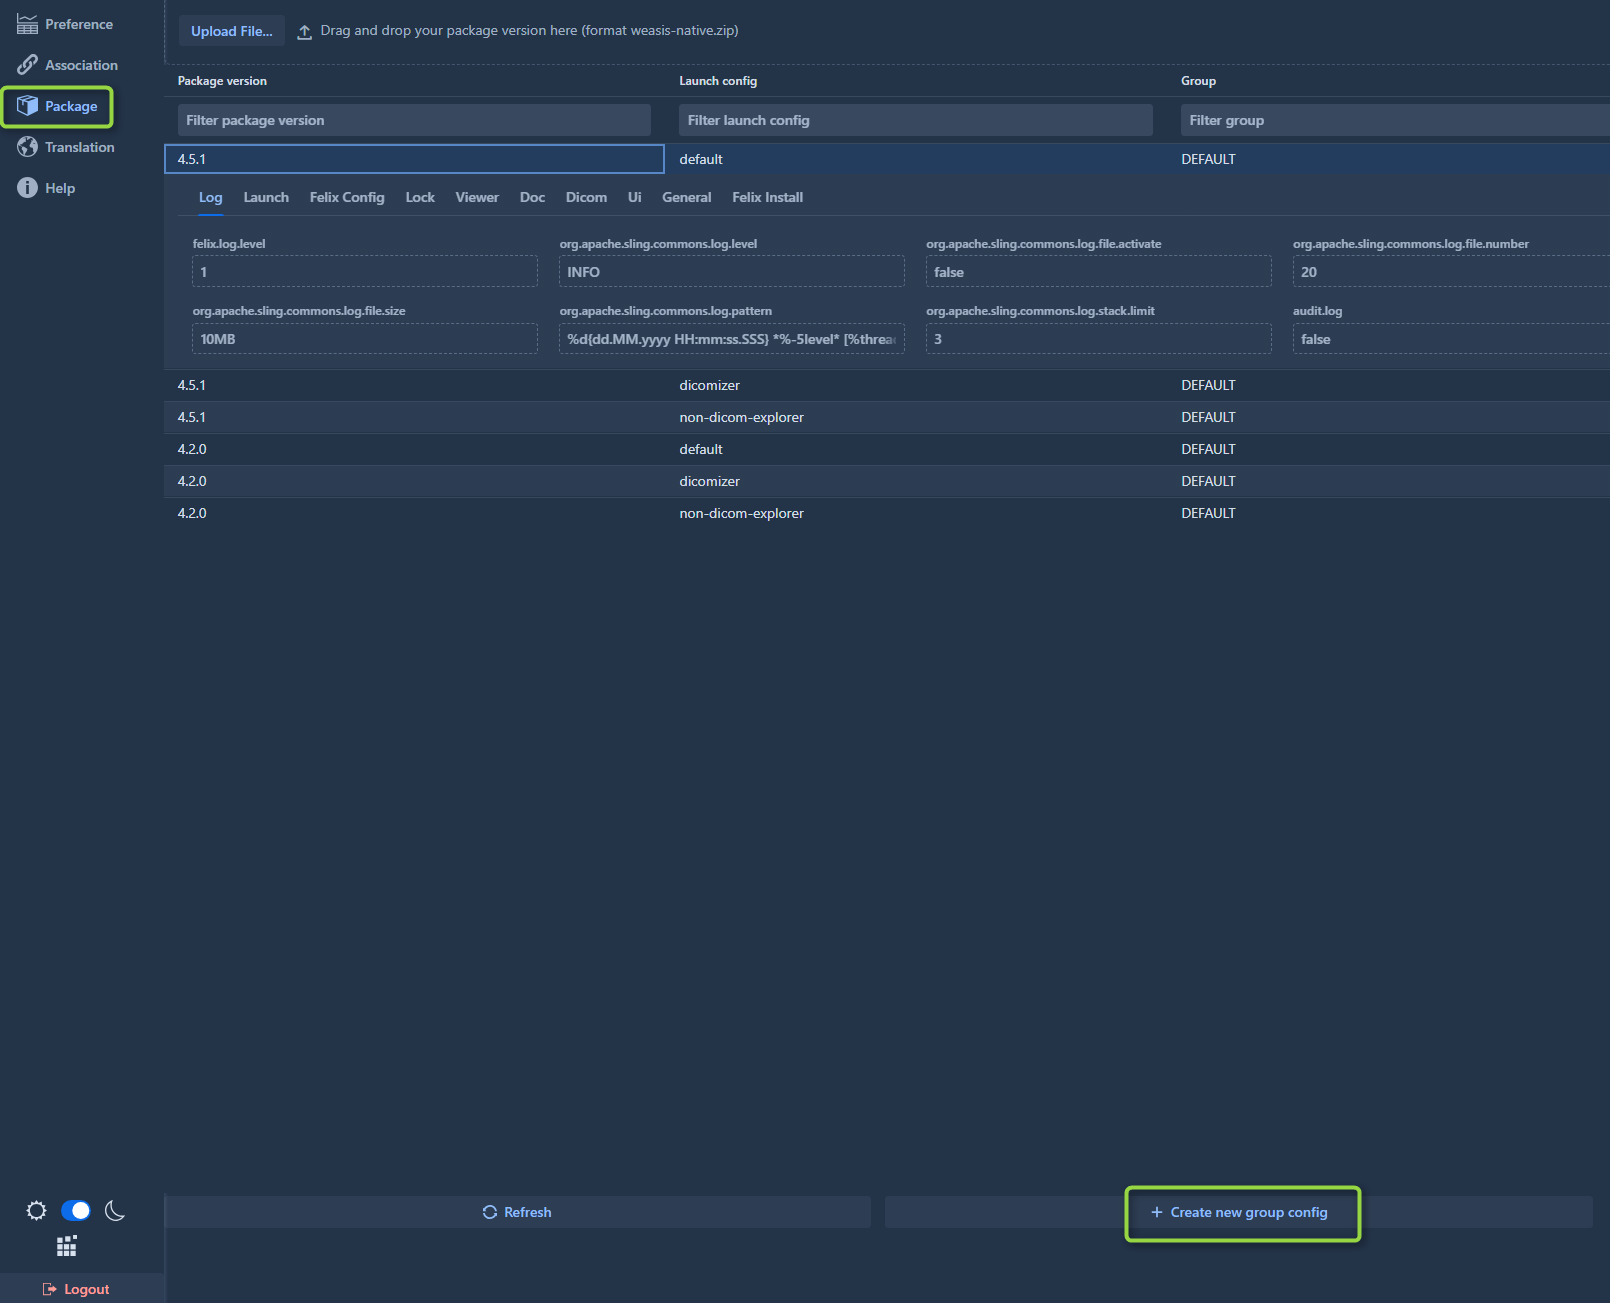 Preference
Association
Package
Translation
Help
Upload File...
Drag and drop your package version here (format weasis-native.zip)
Package version Launch config Group
Filter package version Filter launch config Filter group
4.5.1 default DEFAULT
Log Launch Felix Config Lock Viewer Doc Dicom Ui General Felix Install
felix.log.level org.apache.sling.commons.log.level org.apache.sling.commons.log.file.activate org.apache.sling.commons.log.file.number
1 INFO false 20
org.apache.sling.commons.log.file.size org.apache.sling.commons.log.pattern org.apache.sling.commons.log.stack.limit audit.log
10MB %d{dd.MM.yyyy HH:mm:ss.SSS} *%-5level* [%threa 3 false
4.5.1 dicomizer DEFAULT
4.5.1 non-dicom-explorer DEFAULT
4.2.0 default DEFAULT
4.2.0 dicomizer DEFAULT
4.2.0 non-dicom-explorer DEFAULT
Refresh
+ Create new group config
Logout